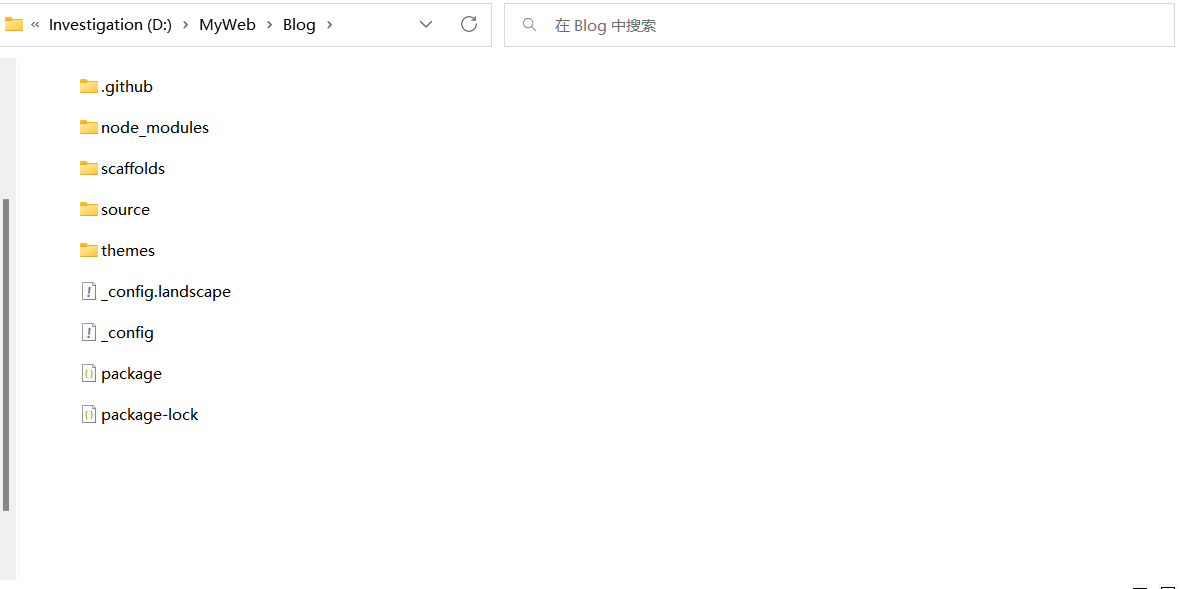 « Investigation (D:) › MyWeb › Blog ›
在 Blog 中搜索
.github
node_modules
scaffolds
source
themes
_config.landscape
_config
package
package-lock